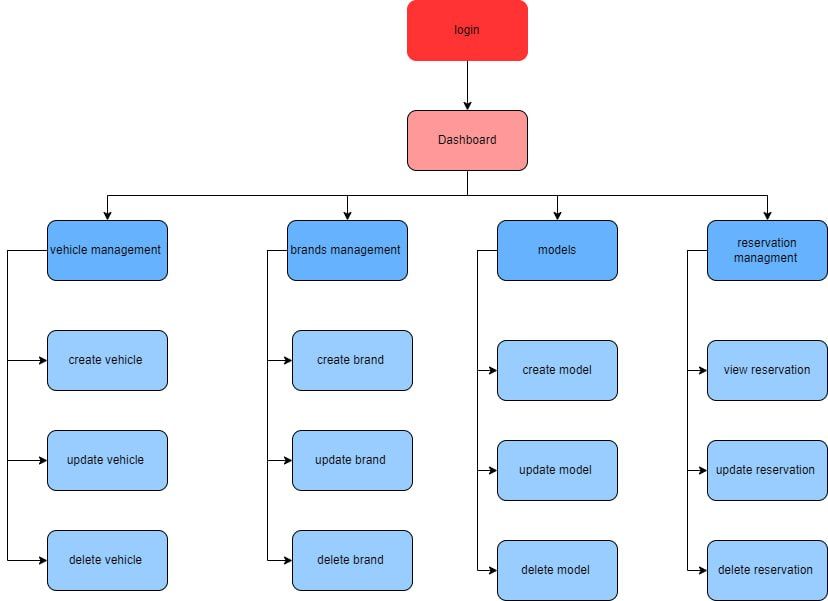 login
Dashboard
vehicle management
brands management
models
reservation
managment
create vehicle
create brand
create model
view reservation
update vehicle
update brand
update model
update reservation
delete vehicle
delete brand
delete model
delete reservation